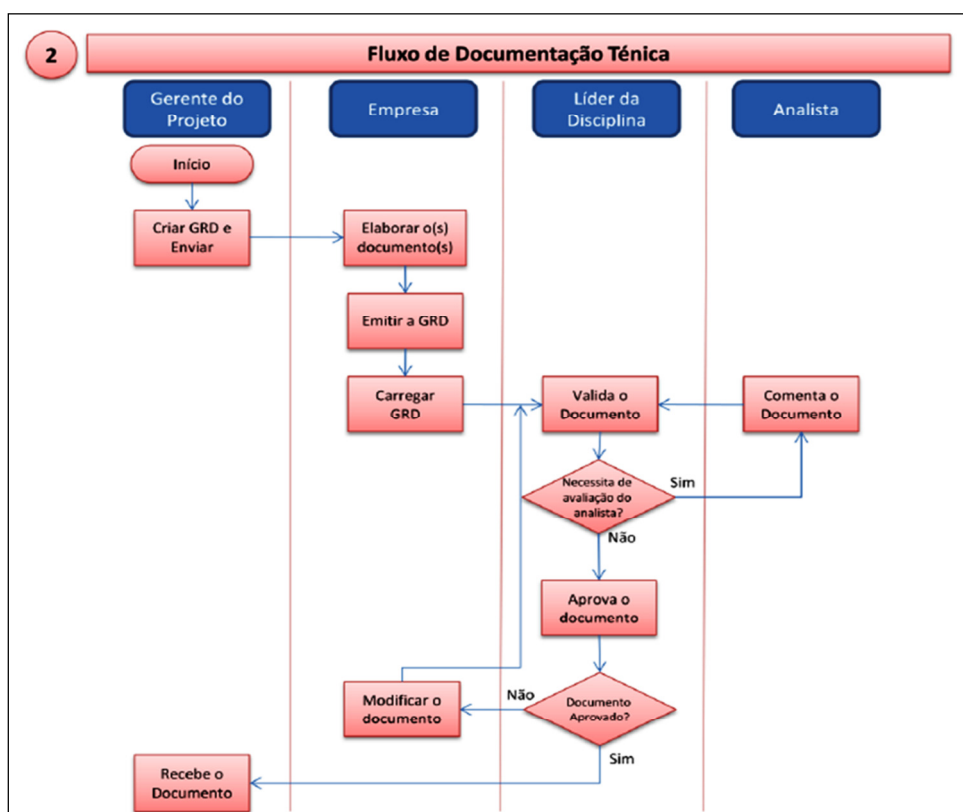 2
Fluxo de Documentação Ténica
Gerente do
Projeto
Empresa
Líder da
Disciplina
Analista
Início
Criar GRD e
Enviar
Elaborar o(s)
documento(s)
Emitir a GRD
Carregar
GRD
Valida o
Documento
Comenta o
Documento
Necessita de
avaliação do
analista?
Sim
Não
Aprova o
documento
Modificar o
documento
Não
Documento
Aprovado?
Sim
Recebe o
Documento